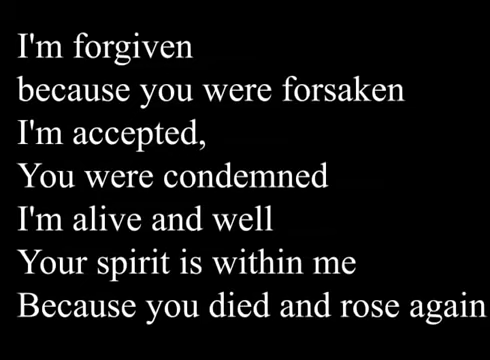 I'm forgiven
because you were forsaken
I'm accepted,
You were condemned
I'm alive and well
Your spirit is within me
Because you died and rose again